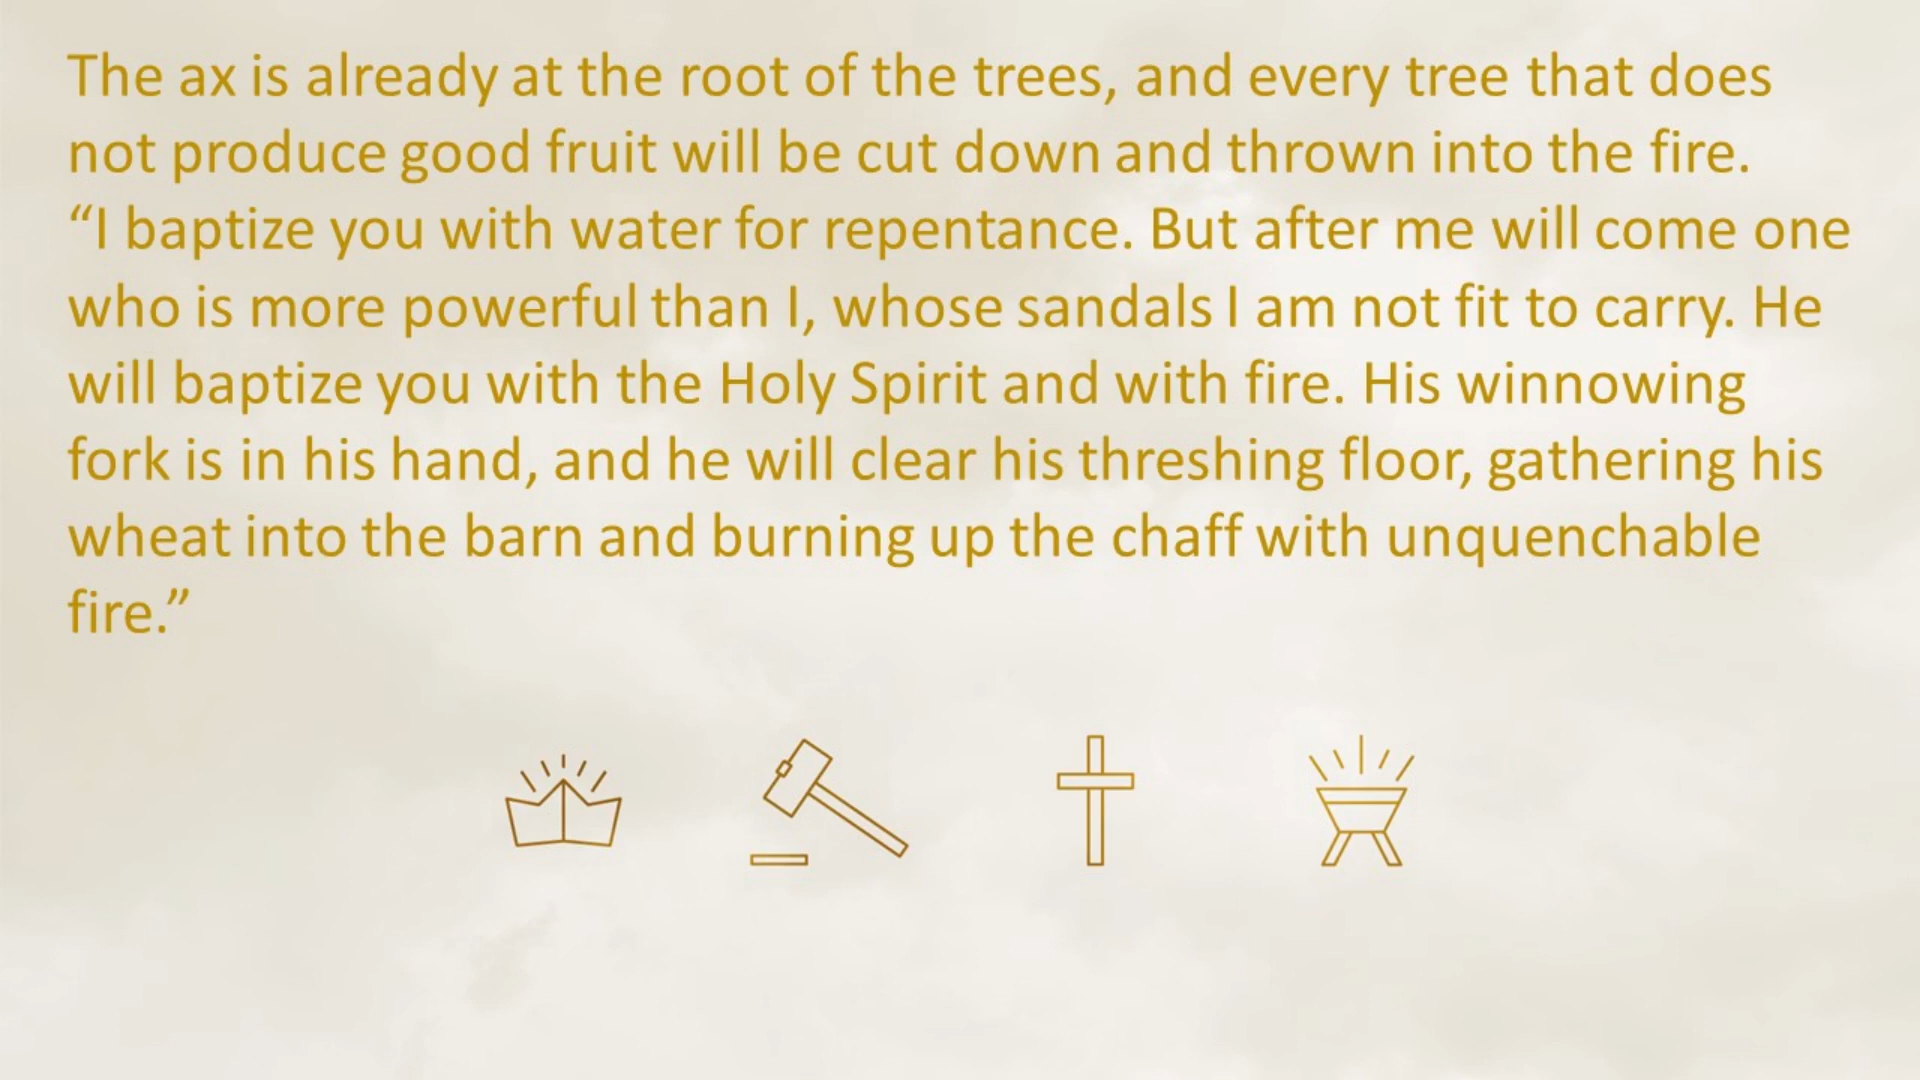 The ax is already at the root of the trees, and every tree that does
not produce good fruit will be cut down and thrown into the fire.
“I baptize you with water for repentance. But after me will come one
who is more powerful than I, whose sandals I am not fit to carry. He
will baptize you with the Holy Spirit and with fire. His winnowing
fork is in his hand, and he will clear his threshing floor, gathering his
wheat into the barn and burning up the chaff with unquenchable
fire.”